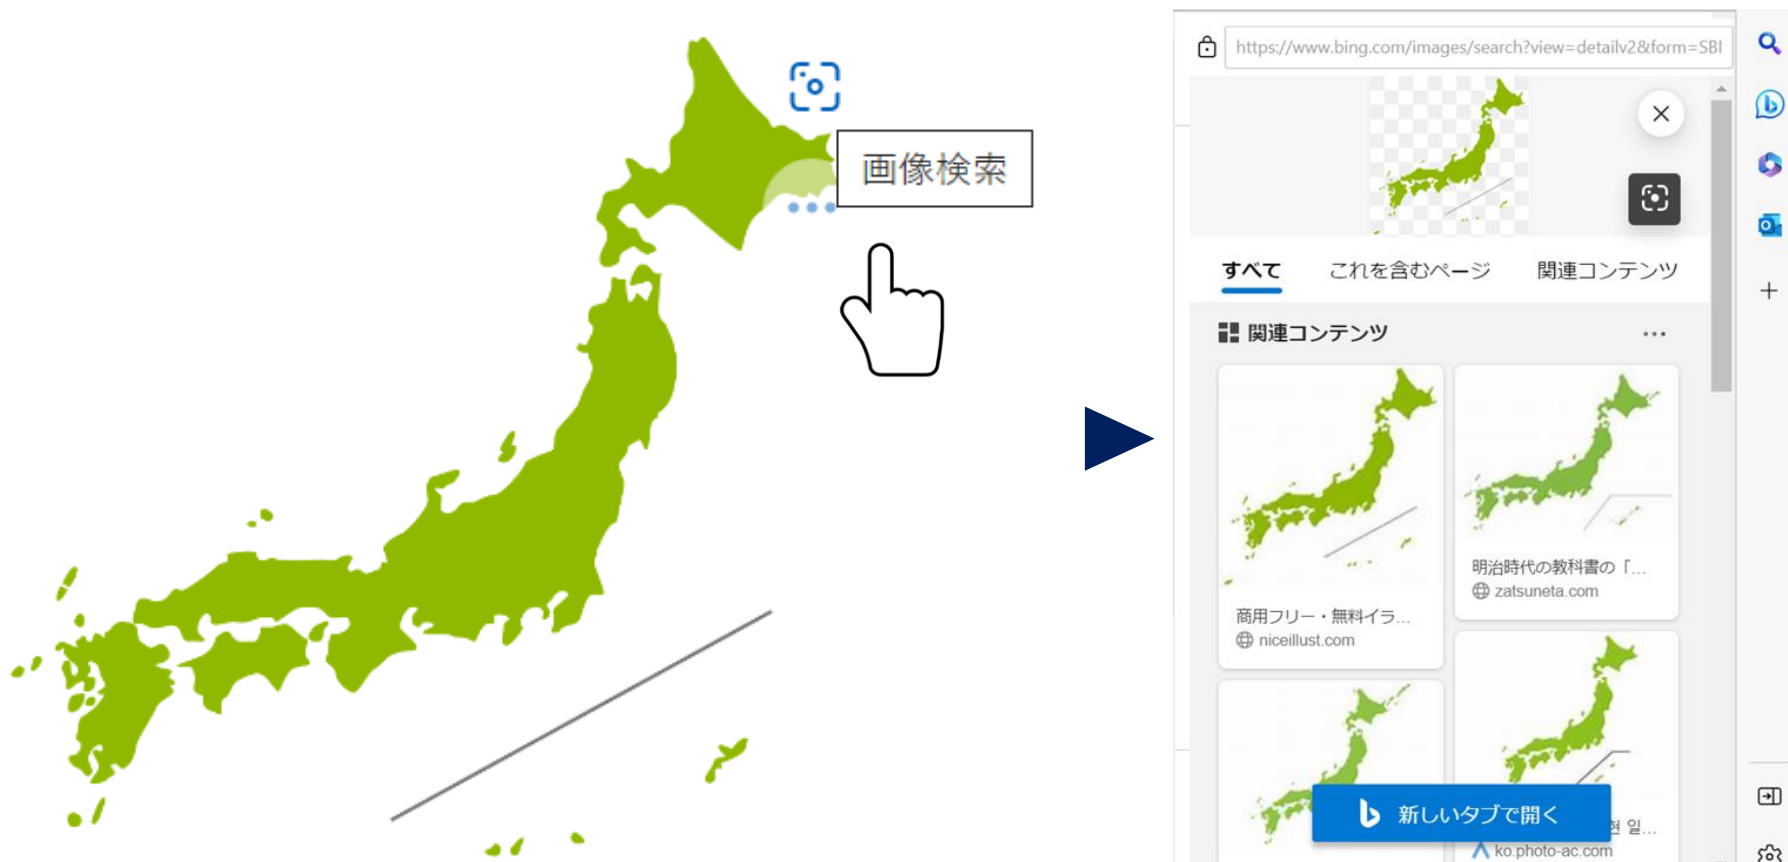 画像検索
https://www.bing.com/images/search?view=detailv2&form=SBI
すべて これを含むページ 関連コンテンツ
関連コンテンツ
明治時代の教科書の「...
zatsuneta.com
商用フリー・無料イラ...
niceillust.com
新しいタブで開く
현 일...
ko.photo-ac.com